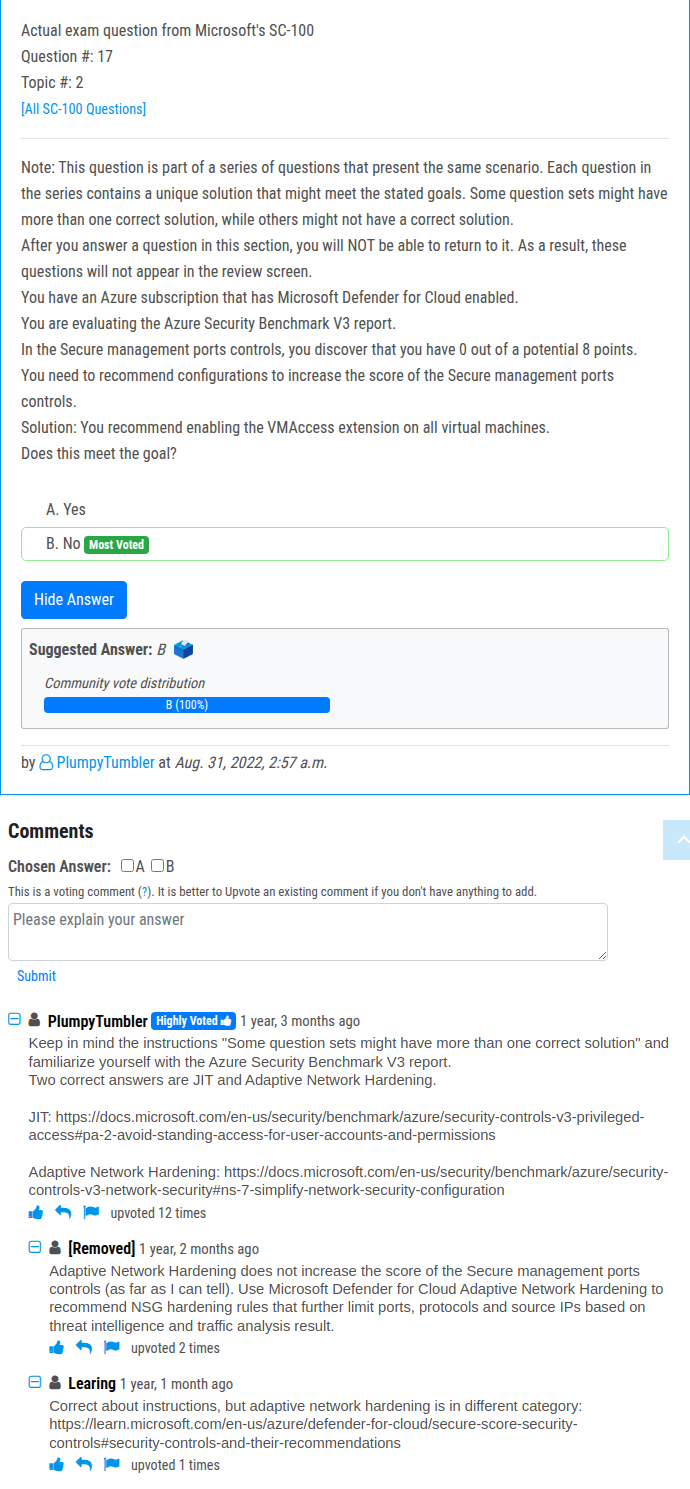 Actual exam question from Microsoft's SC-100
Question #: 17
Topic #: 2
[All SC-100 Questions]
Note: This question is part of a series of questions that present the same scenario. Each question in
the series contains a unique solution that might meet the stated goals. Some question sets might have
more than one correct solution, while others might not have a correct solution.
After you answer a question in this section, you will NOT be able to return to it. As a result, these
questions will not appear in the review screen.
You have an Azure subscription that has Microsoft Defender for Cloud enabled.
You are evaluating the Azure Security Benchmark V3 report.
In the Secure management ports controls, you discover that you have 0 out of a potential 8 points.
You need to recommend configurations to increase the score of the Secure management ports
controls.
Solution: You recommend enabling the VMAccess extension on all virtual machines.
Does this meet the goal?
A. Yes
B. No Most Voted
Hide Answer
Suggested Answer: B
Community vote distribution
B (100%)
by PlumpyTumbler at Aug. 31, 2022, 2:57 a.m.
Comments
Chosen Answer: A B
This is a voting comment (?). It is better to Upvote an existing comment if you don't have anything to add.
Please explain your answer
Submit
PlumpyTumbler Highly Voted 1 year, 3 months ago
Keep in mind the instructions "Some question sets might have more than one correct solution" and
familiarize yourself with the Azure Security Benchmark V3 report.
Two correct answers are JIT and Adaptive Network Hardening.
JIT: https://docs.microsoft.com/en-us/security/benchmark/azure/security-controls-v3-privileged-
access#pa-2-avoid-standing-access-for-user-accounts-and-permissions
Adaptive Network Hardening: https://docs.microsoft.com/en-us/security/benchmark/azure/security-
controls-v3-network-security#ns-7-simplify-network-security-configuration
upvoted 12 times
[Removed] 1 year, 2 months ago
Adaptive Network Hardening does not increase the score of the Secure management ports
controls (as far as I can tell). Use Microsoft Defender for Cloud Adaptive Network Hardening to
recommend NSG hardening rules that further limit ports, protocols and source IPs based on
threat intelligence and traffic analysis result.
upvoted 2 times
Learing 1 year, 1 month ago
Correct about instructions, but adaptive network hardening is in different category:
https://learn.microsoft.com/en-us/azure/defender-for-cloud/secure-score-security-
controls#security-controls-and-their-recommendations
upvoted 1 times